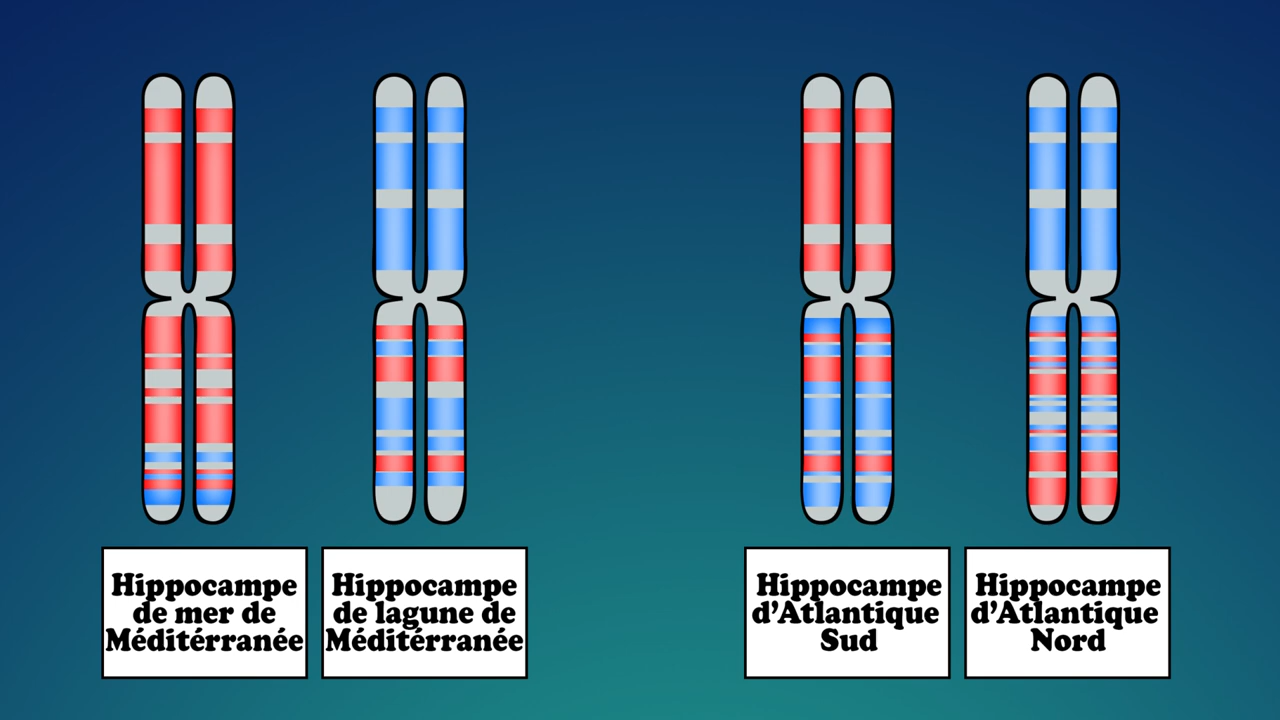 Hippocampe
de mer de
Méditérranée
Hippocampe
de lagune de
Méditérranée
Hippocampe
d'Atlantique
Sud
Hippocampe
d'Atlantique
Nord